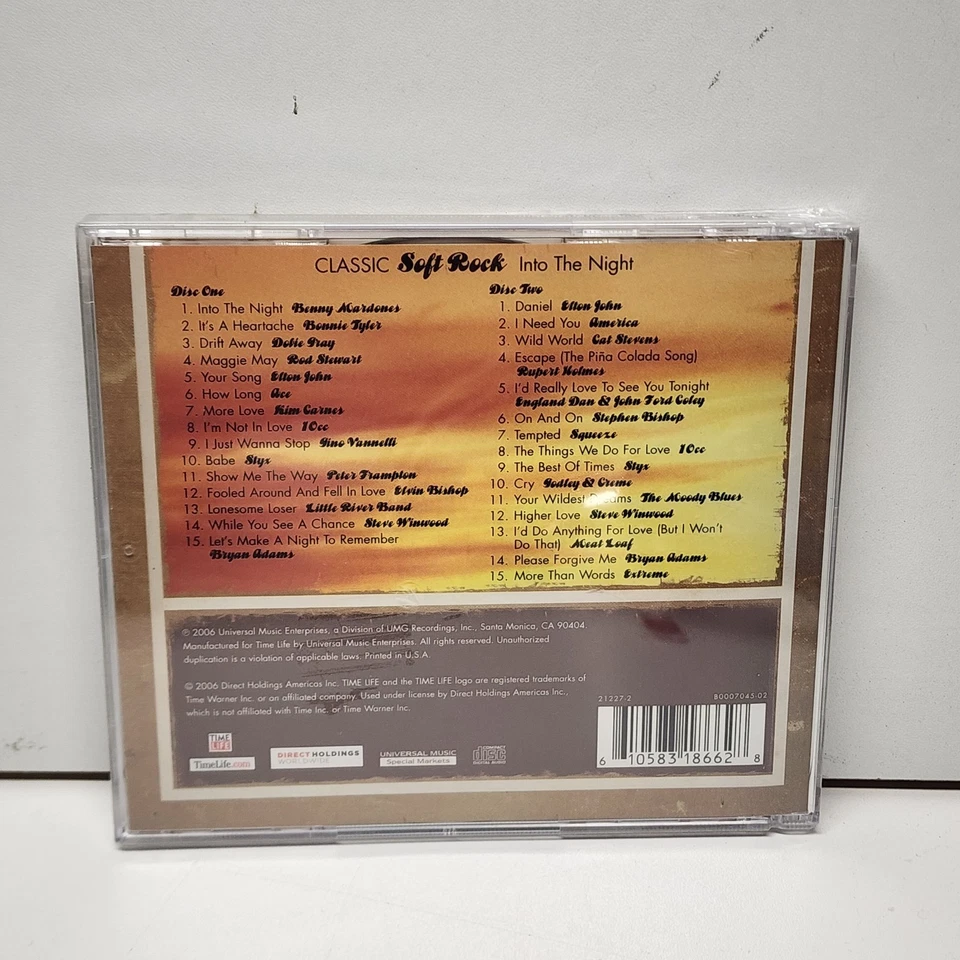 CLASSIC Soft Rock Into The Night
Disc One
1. Into The Night Benny Mardones
2. It's A Heartache Bonnie Tyler
3. Drift Away Dobie Gray
4. Maggie May Rod Stewart
5. Your Song Elton John
6. How Long Ace
7. More Love Kim Carnes
8. I'm Not In Love 10cc
9. I Just Wanna Stop Gino Vannelli
10. Babe Styx
11. Show Me The Way Peter Frampton
12. Fooled Around And Fell In Love Elvin Bishop
13. Lonesome Loser Little River Band
14. While You See A Chance Steve Winwood
15. Let's Make A Night To Remember
Bryan Adams
Disc Two
1. Daniel Elton John
2. I Need You America
3. Wild World Cat Stevens
4. Escape (The Piña Colada Song)
Rupert Holmes
5. I'd Really Love To See You Tonight
England Dan & John Ford Coley
6. On And On Stephen Bishop
7. Tempted Squeeze
8. The Things We Do For Love 10cc
9. The Best Of Times Styx
10. Cry Godley & Creme
11. Your Wildest Dreams The Moody Blues
12. Higher Love Steve Winwood
13. I'd Do Anything For Love (But I Won't
Do That) Meat Loaf
14. Please Forgive Me Bryan Adams
15. More Than Words Extreme
℗ 2006 Universal Music Enterprises, a Division of UMG Recordings, Inc., Santa Monica, CA 90404.
Manufactured for Time Life by Universal Music Enterprises. All rights reserved. Unauthorized
duplication is a violation of applicable laws. Printed in U.S.A.
© 2006 Direct Holdings Americas Inc. TIME LIFE and the TIME LIFE logo are registered trademarks of
Time Warner Inc. or an affiliated company. Used under license by Direct Holdings Americas Inc.,
which is not affiliated with Time Inc. or Time Warner Inc.
21227-2 B0007045-02
6 10583 18662 8
TIME
LIFE
TimeLife.com
DIRECT HOLDINGS
WORLDWIDE
UNIVERSAL MUSIC
Special Markets
COMPACT
disc
DIGITAL AUDIO